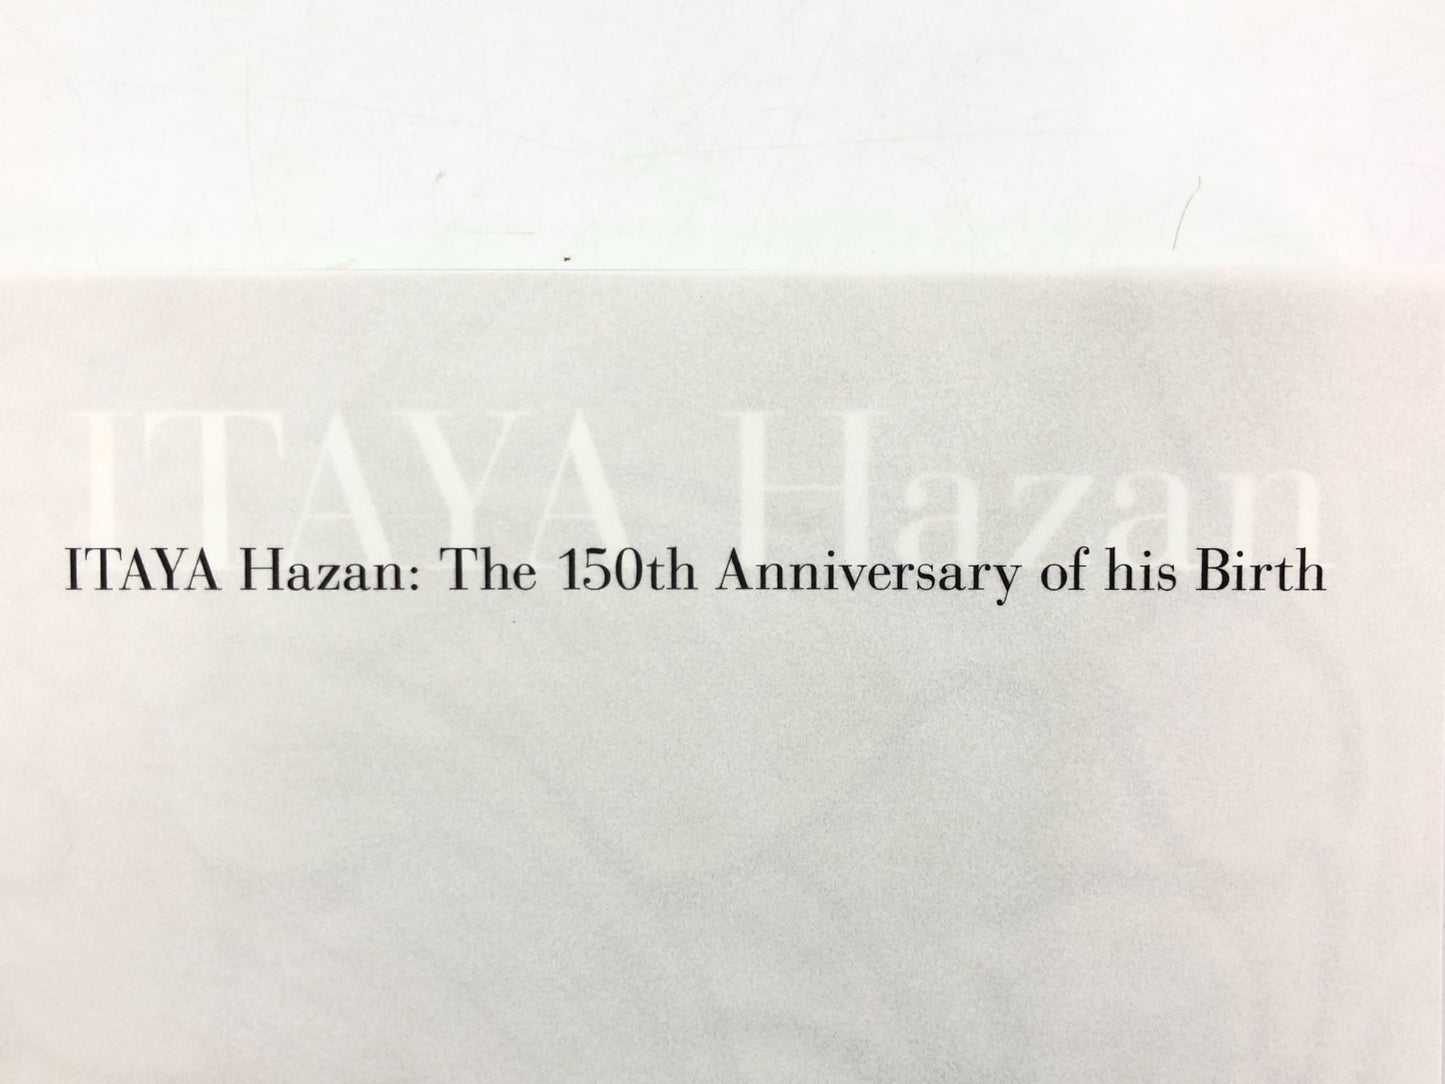 ITAYA Hazan
ITAYA Hazan: The 150th Anniversary of his Birth